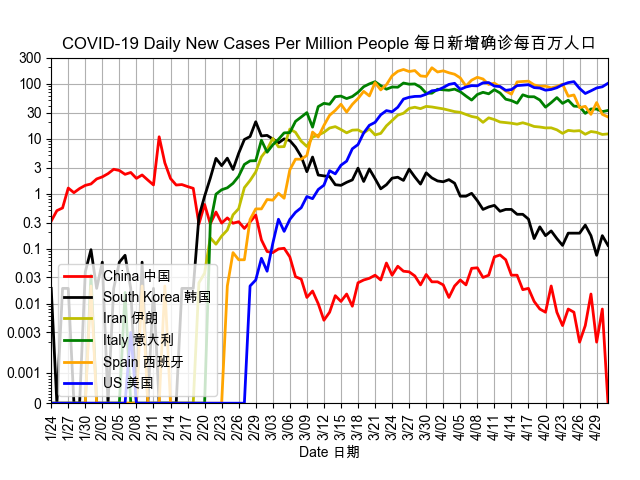 COVID-19 Daily New Cases Per Million People 每日新增确诊每百万人口
300
100
30
10
3
1
0.3
0.1
0.03
0.01
0.003
0.001
0
China 中国
South Korea 韩国
Iran 伊朗
Italy 意大利
Spain 西班牙
US 美国
1/24 1/27 1/30 2/02 2/05 2/08 2/11 2/14 2/17 2/20 2/23 2/26 2/29 3/03 3/06 3/09 3/12 3/15 3/18 3/21 3/24 3/27 3/30 4/02 4/05 4/08 4/11 4/14 4/17 4/20 4/23 4/26 4/29
Date 日期